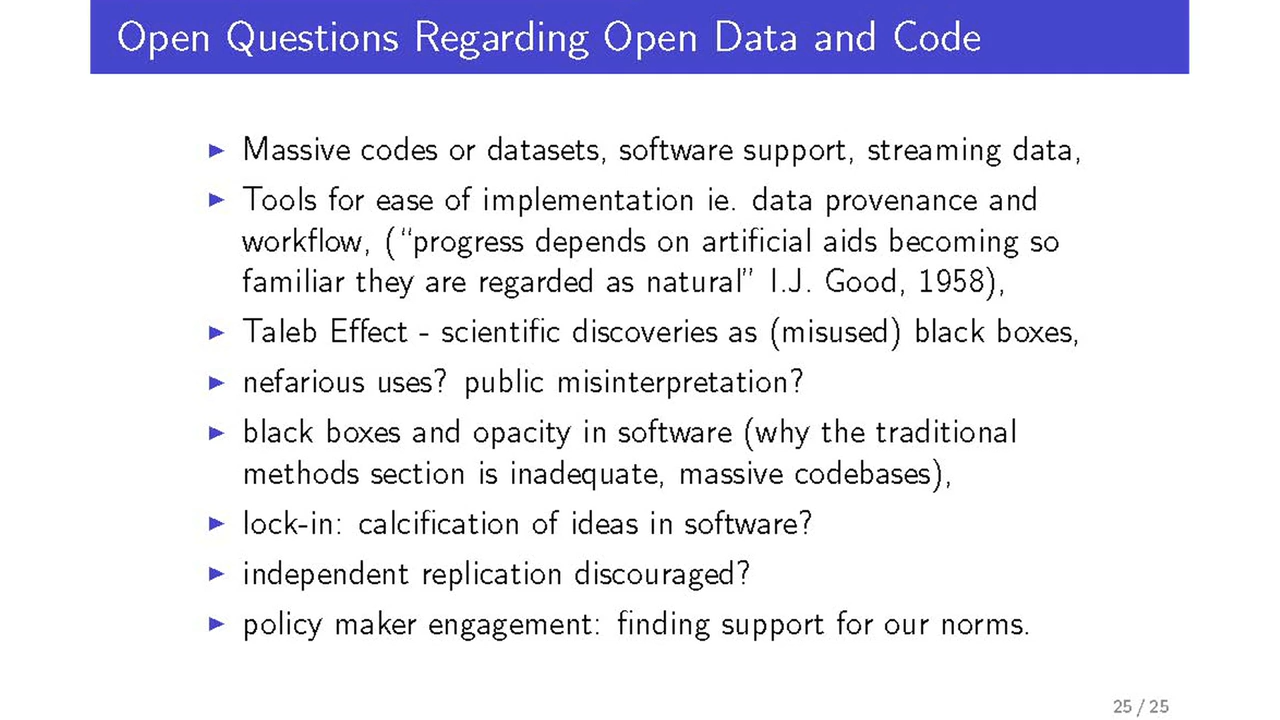 Open Questions Regarding Open Data and Code
▶ Massive codes or datasets, software support, streaming data,
▶ Tools for ease of implementation ie. data provenance and
workflow, (“progress depends on artificial aids becoming so
familiar they are regarded as natural” I.J. Good, 1958),
▶ Taleb Effect - scientific discoveries as (misused) black boxes,
▶ nefarious uses? public misinterpretation?
▶ black boxes and opacity in software (why the traditional
methods section is inadequate, massive codebases),
▶ lock-in: calcification of ideas in software?
▶ independent replication discouraged?
▶ policy maker engagement: finding support for our norms.
25 / 25